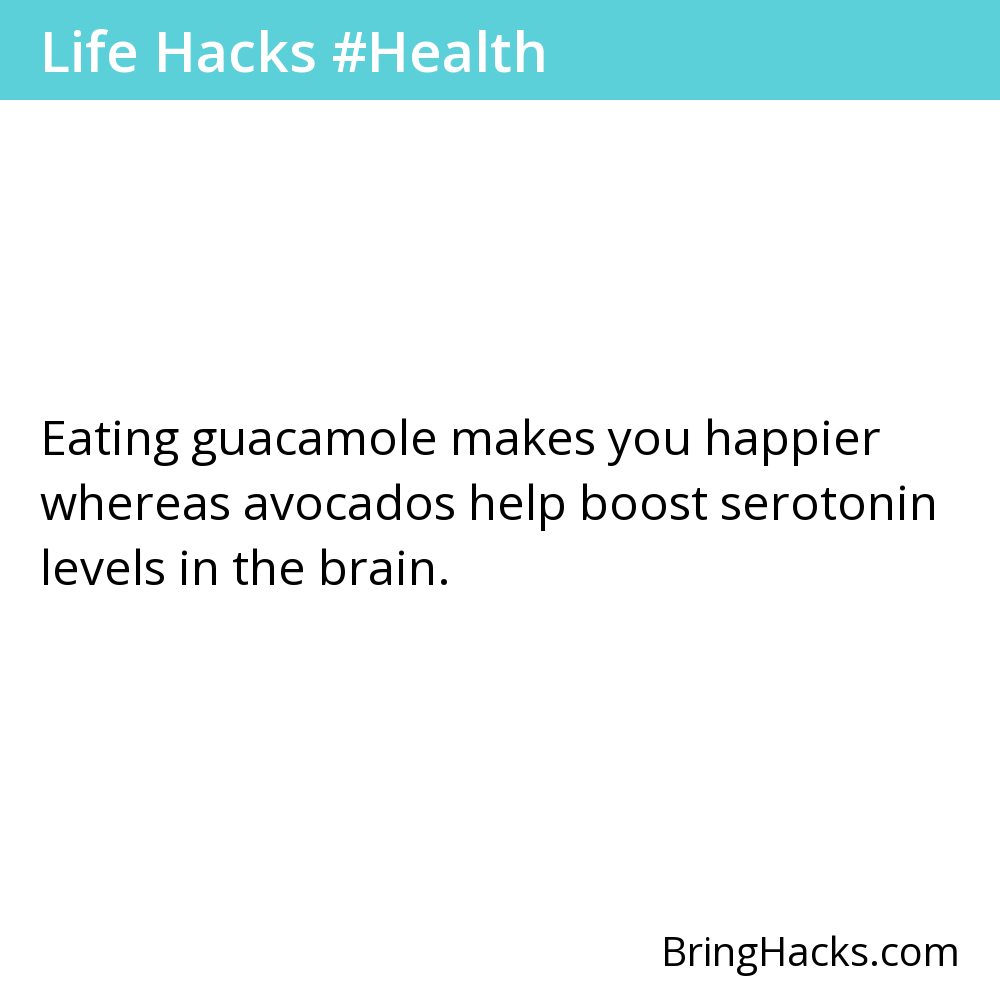 Life Hacks #Health
Eating guacamole makes you happier
whereas avocados help boost serotonin
levels in the brain.
BringHacks.com